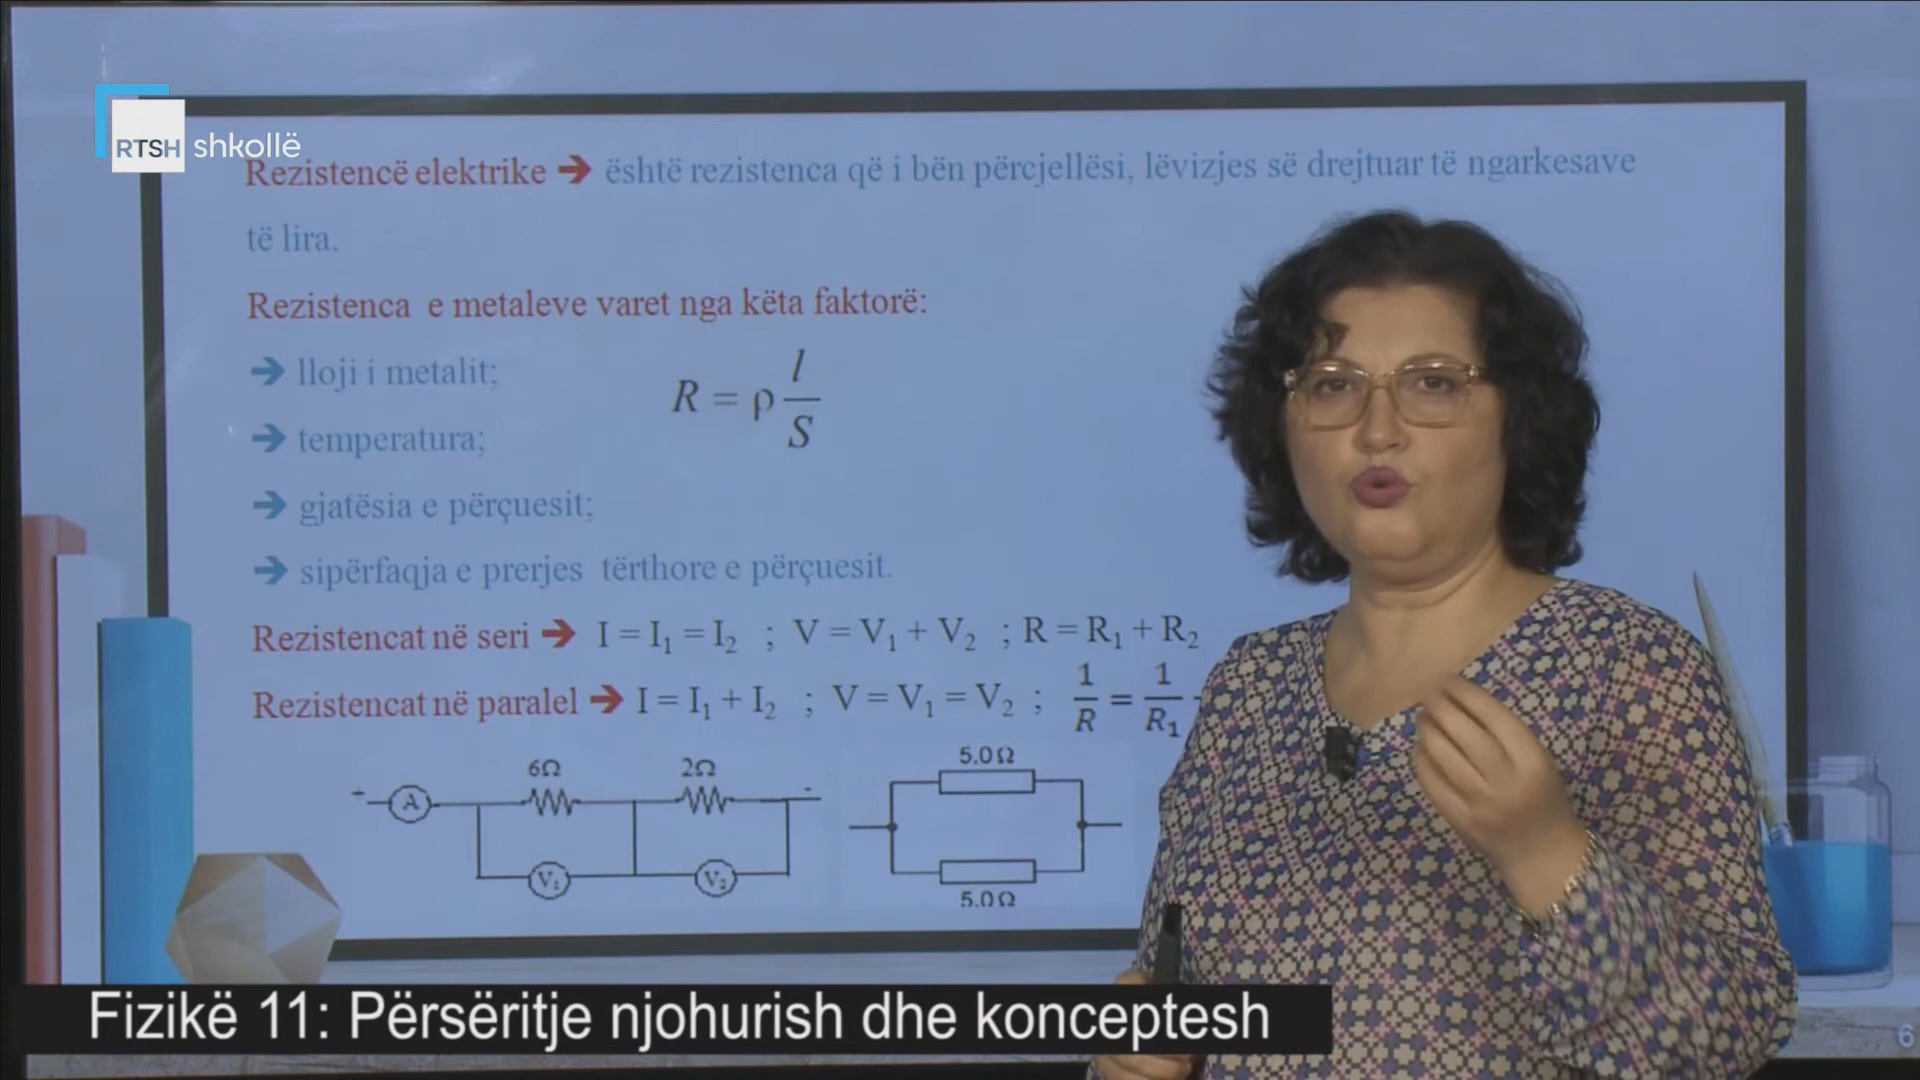 RTSH shkollë
Rezistencë elektrike ➔ është rezistenca që i bën përcjellësi, lëvizjes së drejtuar të ngarkesave
të lira.
Rezistenca e metaleve varet nga këta faktorë:
➔ lloji i metalit;
R = ρ l/S
➔ temperatura;
➔ gjatësia e përçuesit;
➔ sipërfaqja e prerjes tërthore e përçuesit.
Rezistencat në seri ➔ I = I₁ = I₂ ; V = V₁ + V₂ ; R = R₁ + R₂
Rezistencat në paralel ➔ I = I₁ + I₂ ; V = V₁ = V₂ ; 1/R = 1/R₁
6Ω 2Ω 5.0Ω
+ A -
V₁ V₂
5.0Ω
Fizikë 11: Përsëritje njohurish dhe konceptesh
6